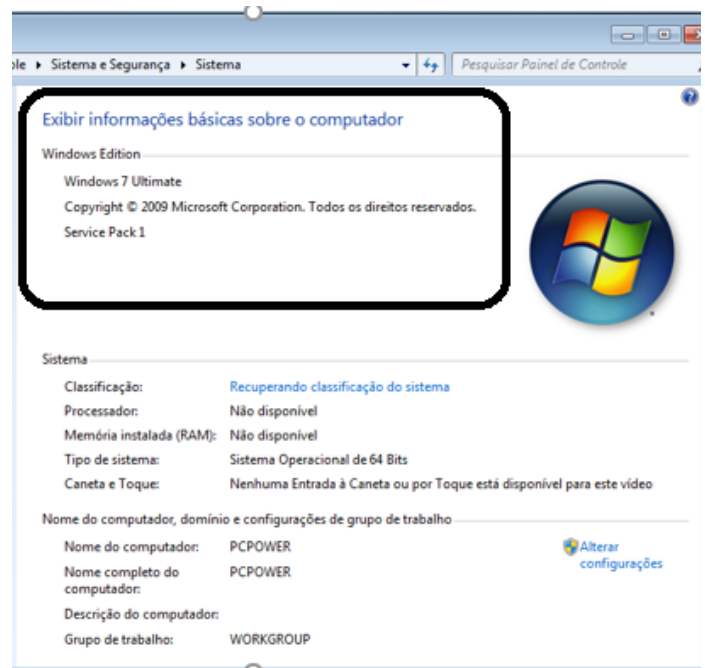 Sistema e Segurança ▸ Sistema
Pesquisar Painel de Controle
Exibir informações básicas sobre o computador
Windows Edition
Windows 7 Ultimate
Copyright © 2009 Microsoft Corporation. Todos os direitos reservados.
Service Pack 1
Sistema
Classificação: Recuperando classificação do sistema
Processador: Não disponível
Memória instalada (RAM): Não disponível
Tipo de sistema: Sistema Operacional de 64 Bits
Caneta e Toque: Nenhuma Entrada à Caneta ou por Toque está disponível para este vídeo
Nome do computador, domínio e configurações de grupo de trabalho
Nome do computador: PCPOWER
Alterar
configurações
Nome completo do
computador: PCPOWER
Descrição do computador:
Grupo de trabalho: WORKGROUP